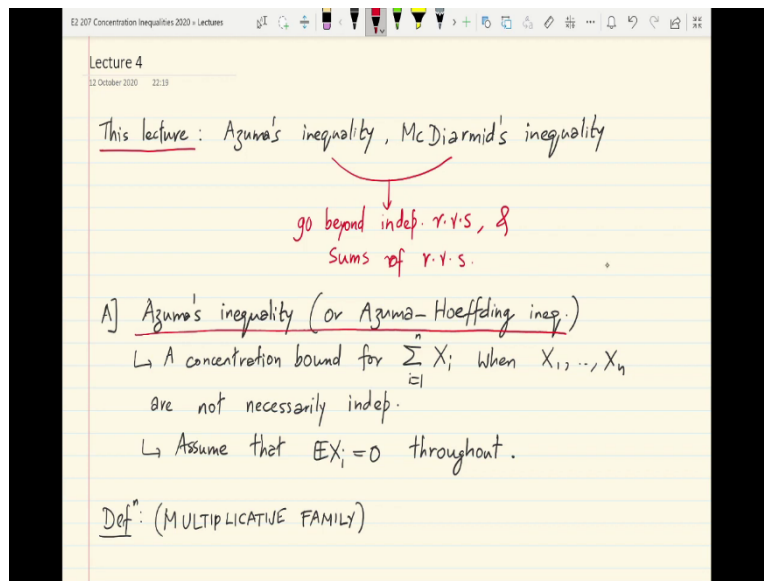 E2 207 Concentration Inequalities 2020 » Lectures
Lecture 4
12 October 2020 22:19
This lecture : Azuma's inequality , McDiarmid's inequality
go beyond indep. r.v.s, &
sums of r.v.s.
A] Azuma's inequality (or Azuma-Hoeffding ineq.)
↳ A concentration bound for ∑_{i=1}^{n} X_i when X_1, .., X_n
are not necessarily indep.
↳ Assume that 𝔼X_i = 0 throughout.
Defⁿ: (MULTIPLICATIVE FAMILY)